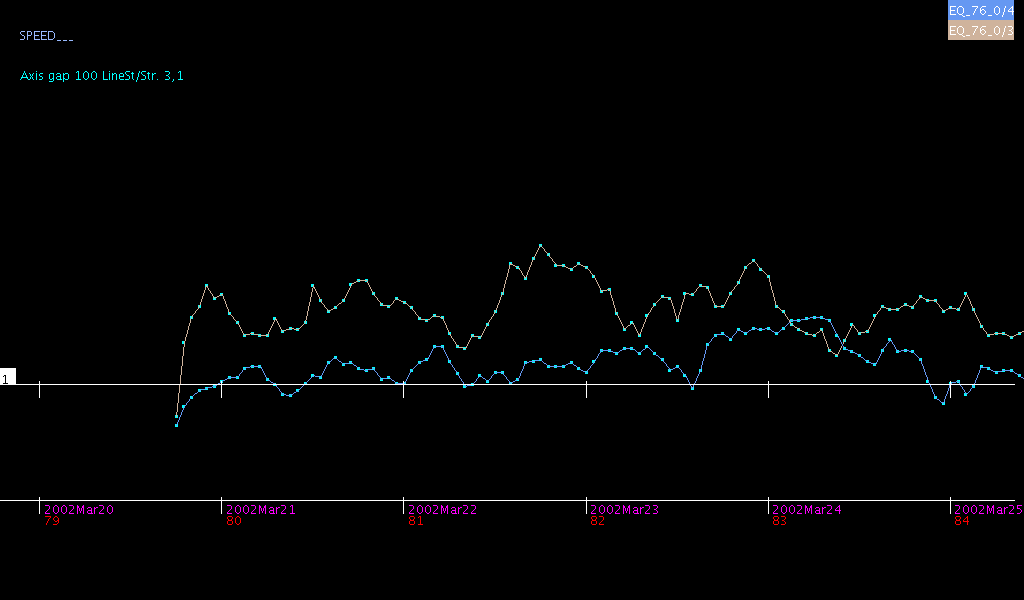 EQ_76_0/4
EQ_76_0/3
SPEED___
Axis gap 100 LineSt/Str. 3,1
1
2002Mar20 2002Mar21 2002Mar22 2002Mar23 2002Mar24 2002Mar25
79 80 81 82 83 84